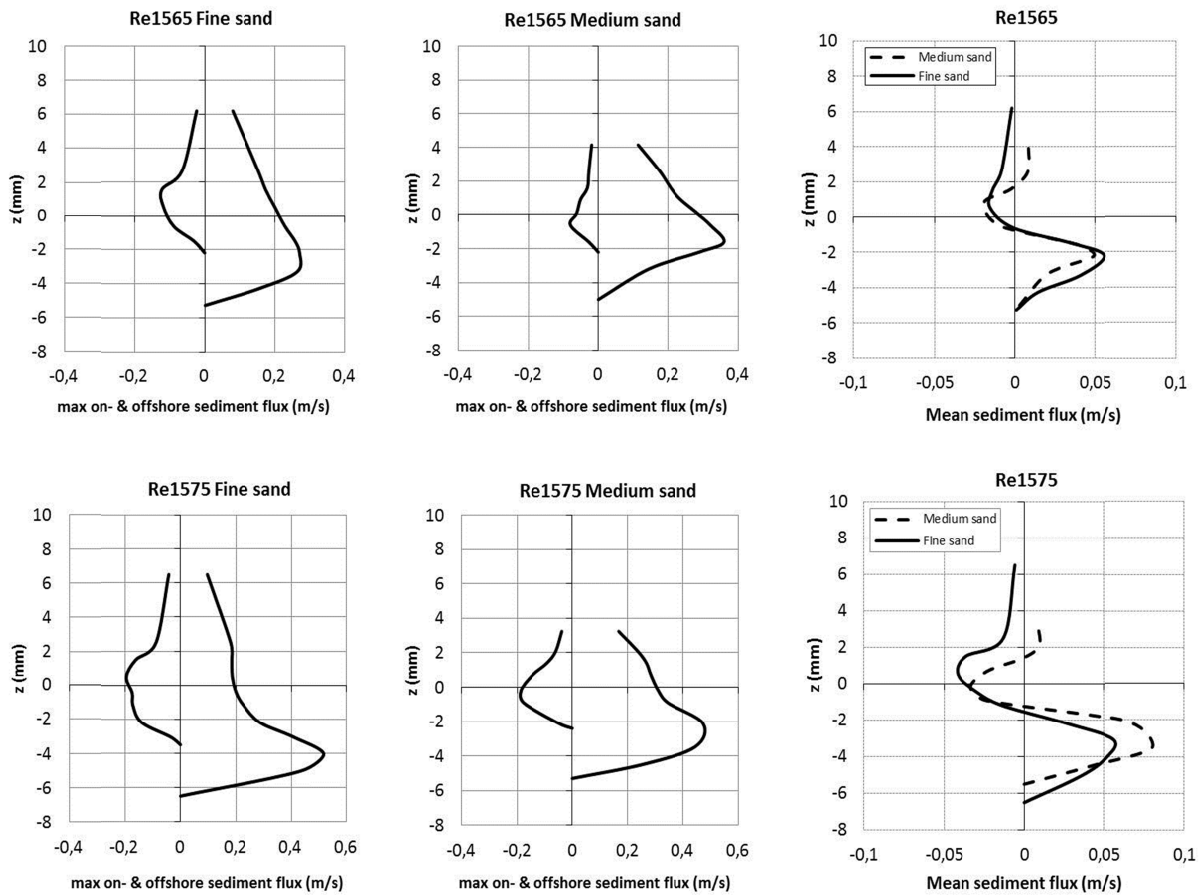 Re1565 Fine sand
10
8
6
4
2
0
-2
-4
-6
-8
z (mm)
-0,4 -0,2 0 0,2 0,4
max on- & offshore sediment flux (m/s)
Re1565 Medium sand
10
8
6
4
2
0
-2
-4
-6
-8
z (mm)
-0,4 -0,2 0 0,2 0,4
max on- & offshore sediment flux (m/s)
Re1565
Medium sand
Fine sand
10
8
6
4
2
0
-2
-4
-6
-8
z (mm)
-0,1 -0,05 0 0,05 0,1
Mean sediment flux (m/s)
Re1575 Fine sand
10
8
6
4
2
0
-2
-4
-6
-8
z (mm)
-0,4 -0,2 0 0,2 0,4 0,6
max on- & offshore sediment flux (m/s)
Re1575 Medium sand
10
8
6
4
2
0
-2
-4
-6
-8
z (mm)
-0,4 -0,2 0 0,2 0,4 0,6
max on- & offshore sediment flux (m/s)
Re1575
Medium sand
Fine sand
10
8
6
4
2
0
-2
-4
-6
-8
z (mm)
-0,1 -0,05 0 0,05 0,1
Mean sediment flux (m/s)